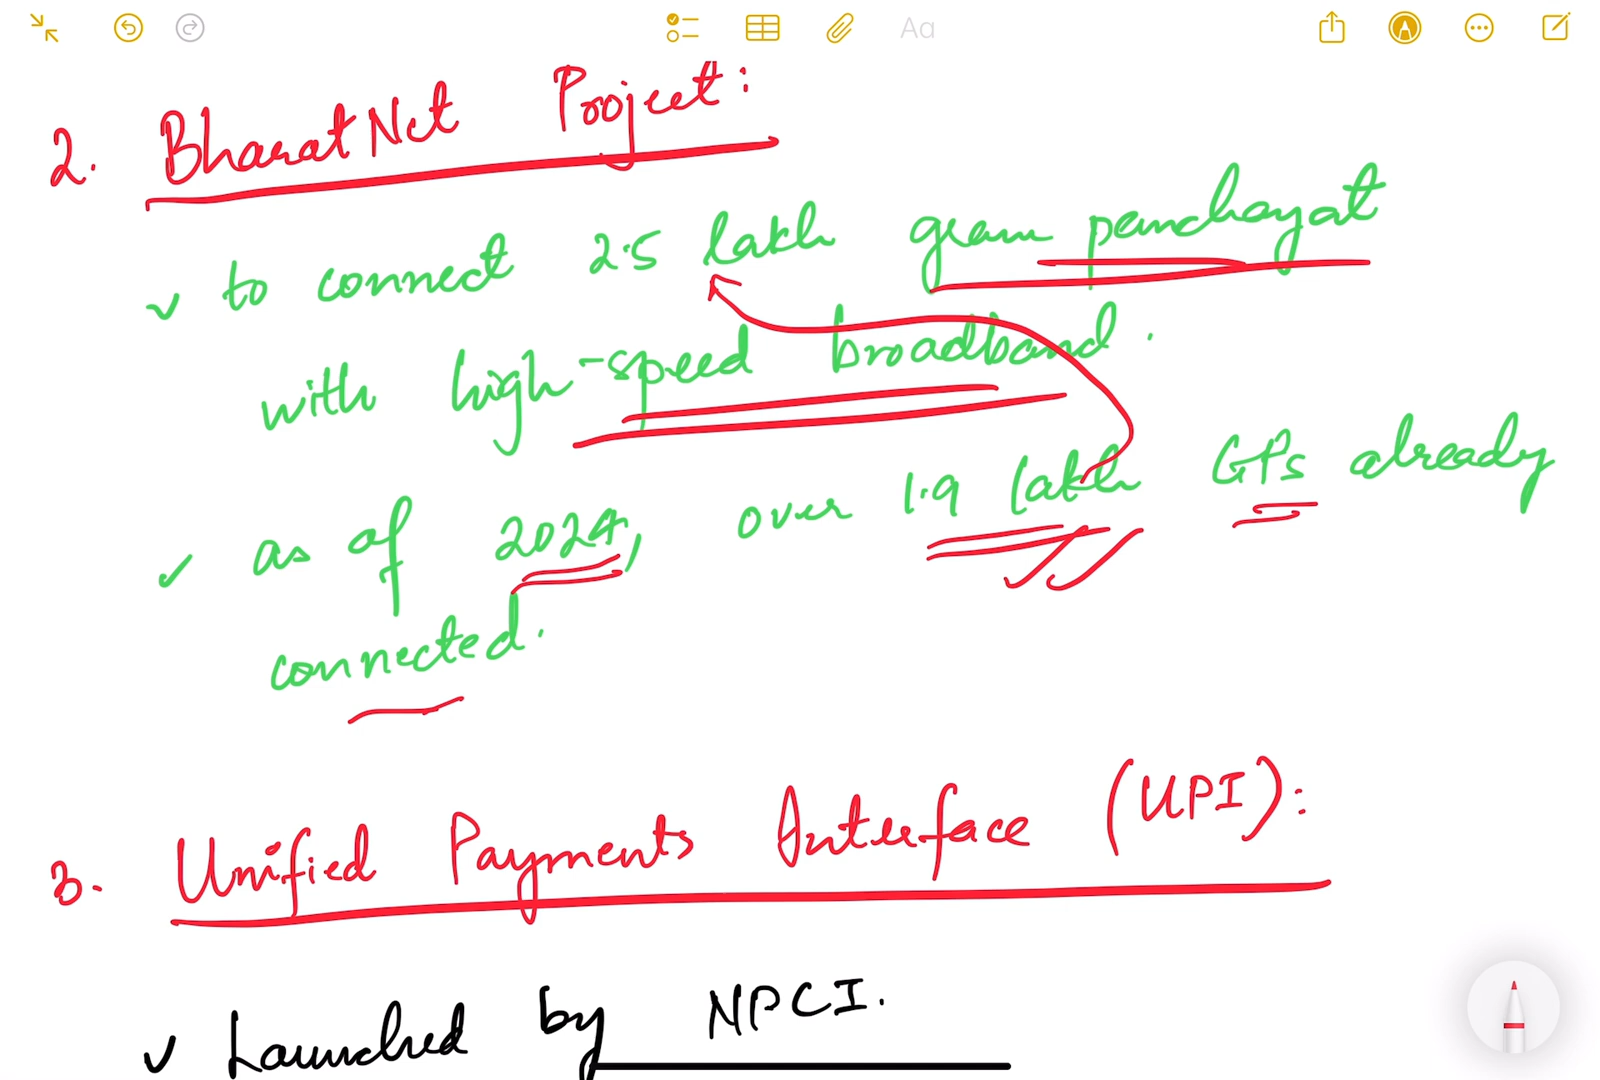 Aa
2. BharatNet Project:
✓ to connect 2.5 lakh gram panchayat
with high-speed broadband.
✓ as of 2024, over 1.9 lakh GPs already
connected.
3. Unified Payments Interface (UPI):
✓ Launched by NPCI.